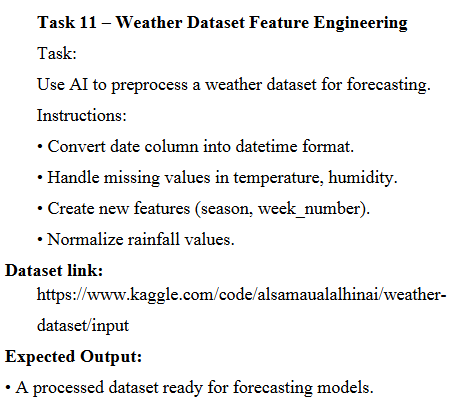 Task 11 – Weather Dataset Feature Engineering
Task:
Use AI to preprocess a weather dataset for forecasting.
Instructions:
• Convert date column into datetime format.
• Handle missing values in temperature, humidity.
• Create new features (season, week_number).
• Normalize rainfall values.
Dataset link:
https://www.kaggle.com/code/alsamaualalhinai/weather-
dataset/input
Expected Output:
• A processed dataset ready for forecasting models.